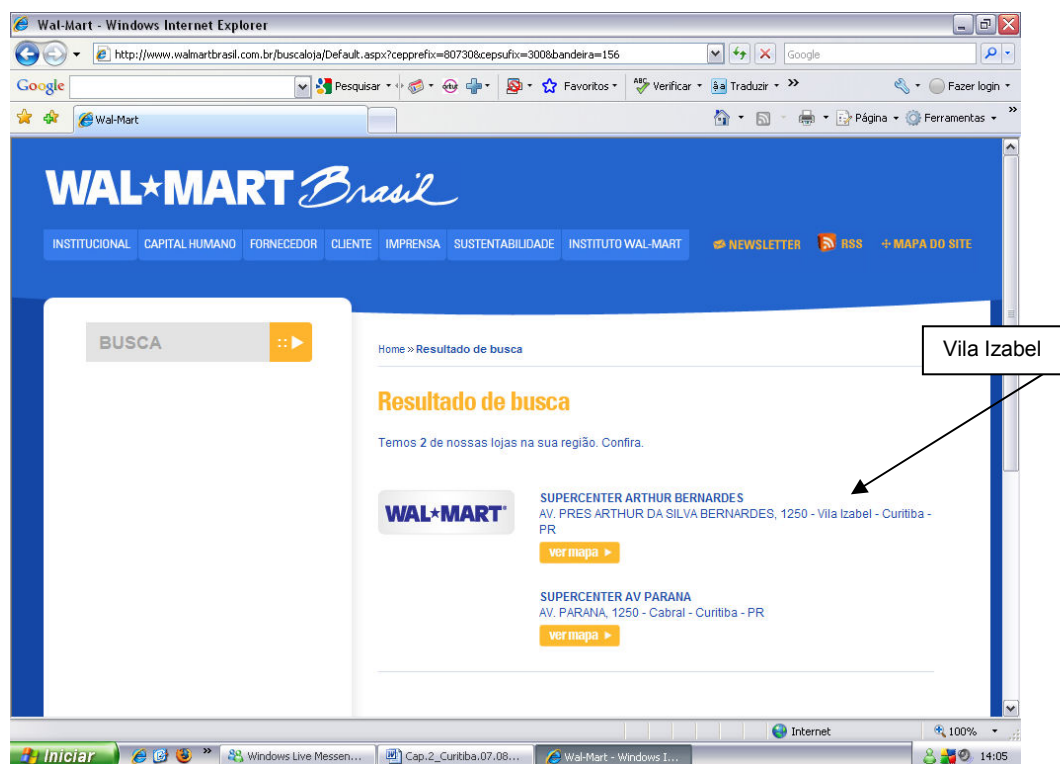 Wal-Mart - Windows Internet Explorer
http://www.walmartbrasil.com.br/buscaloja/Default.aspx?cepprefix=80730&cepsufix=300&bandeira=156
Google
Google Pesquisar Favoritos ABC Verificar Traduzir Fazer login
Wal-Mart Página Ferramentas
WAL★MART Brasil
INSTITUCIONAL CAPITAL HUMANO FORNECEDOR CLIENTE IMPRENSA SUSTENTABILIDADE INSTITUTO WAL-MART NEWSLETTER RSS MAPA DO SITE
BUSCA
Vila Izabel
Home » Resultado de busca
Resultado de busca
Temos 2 de nossas lojas na sua região. Confira.
WAL★MART
SUPERCENTER ARTHUR BERNARDES
AV. PRES ARTHUR DA SILVA BERNARDES, 1250 - Vila Izabel - Curitiba -
PR
ver mapa
SUPERCENTER AV PARANA
AV. PARANA, 1250 - Cabral - Curitiba - PR
ver mapa
Internet 100%
Iniciar Windows Live Messen... Cap.2_Curitiba.07.08... Wal-Mart - Windows I... 14:05